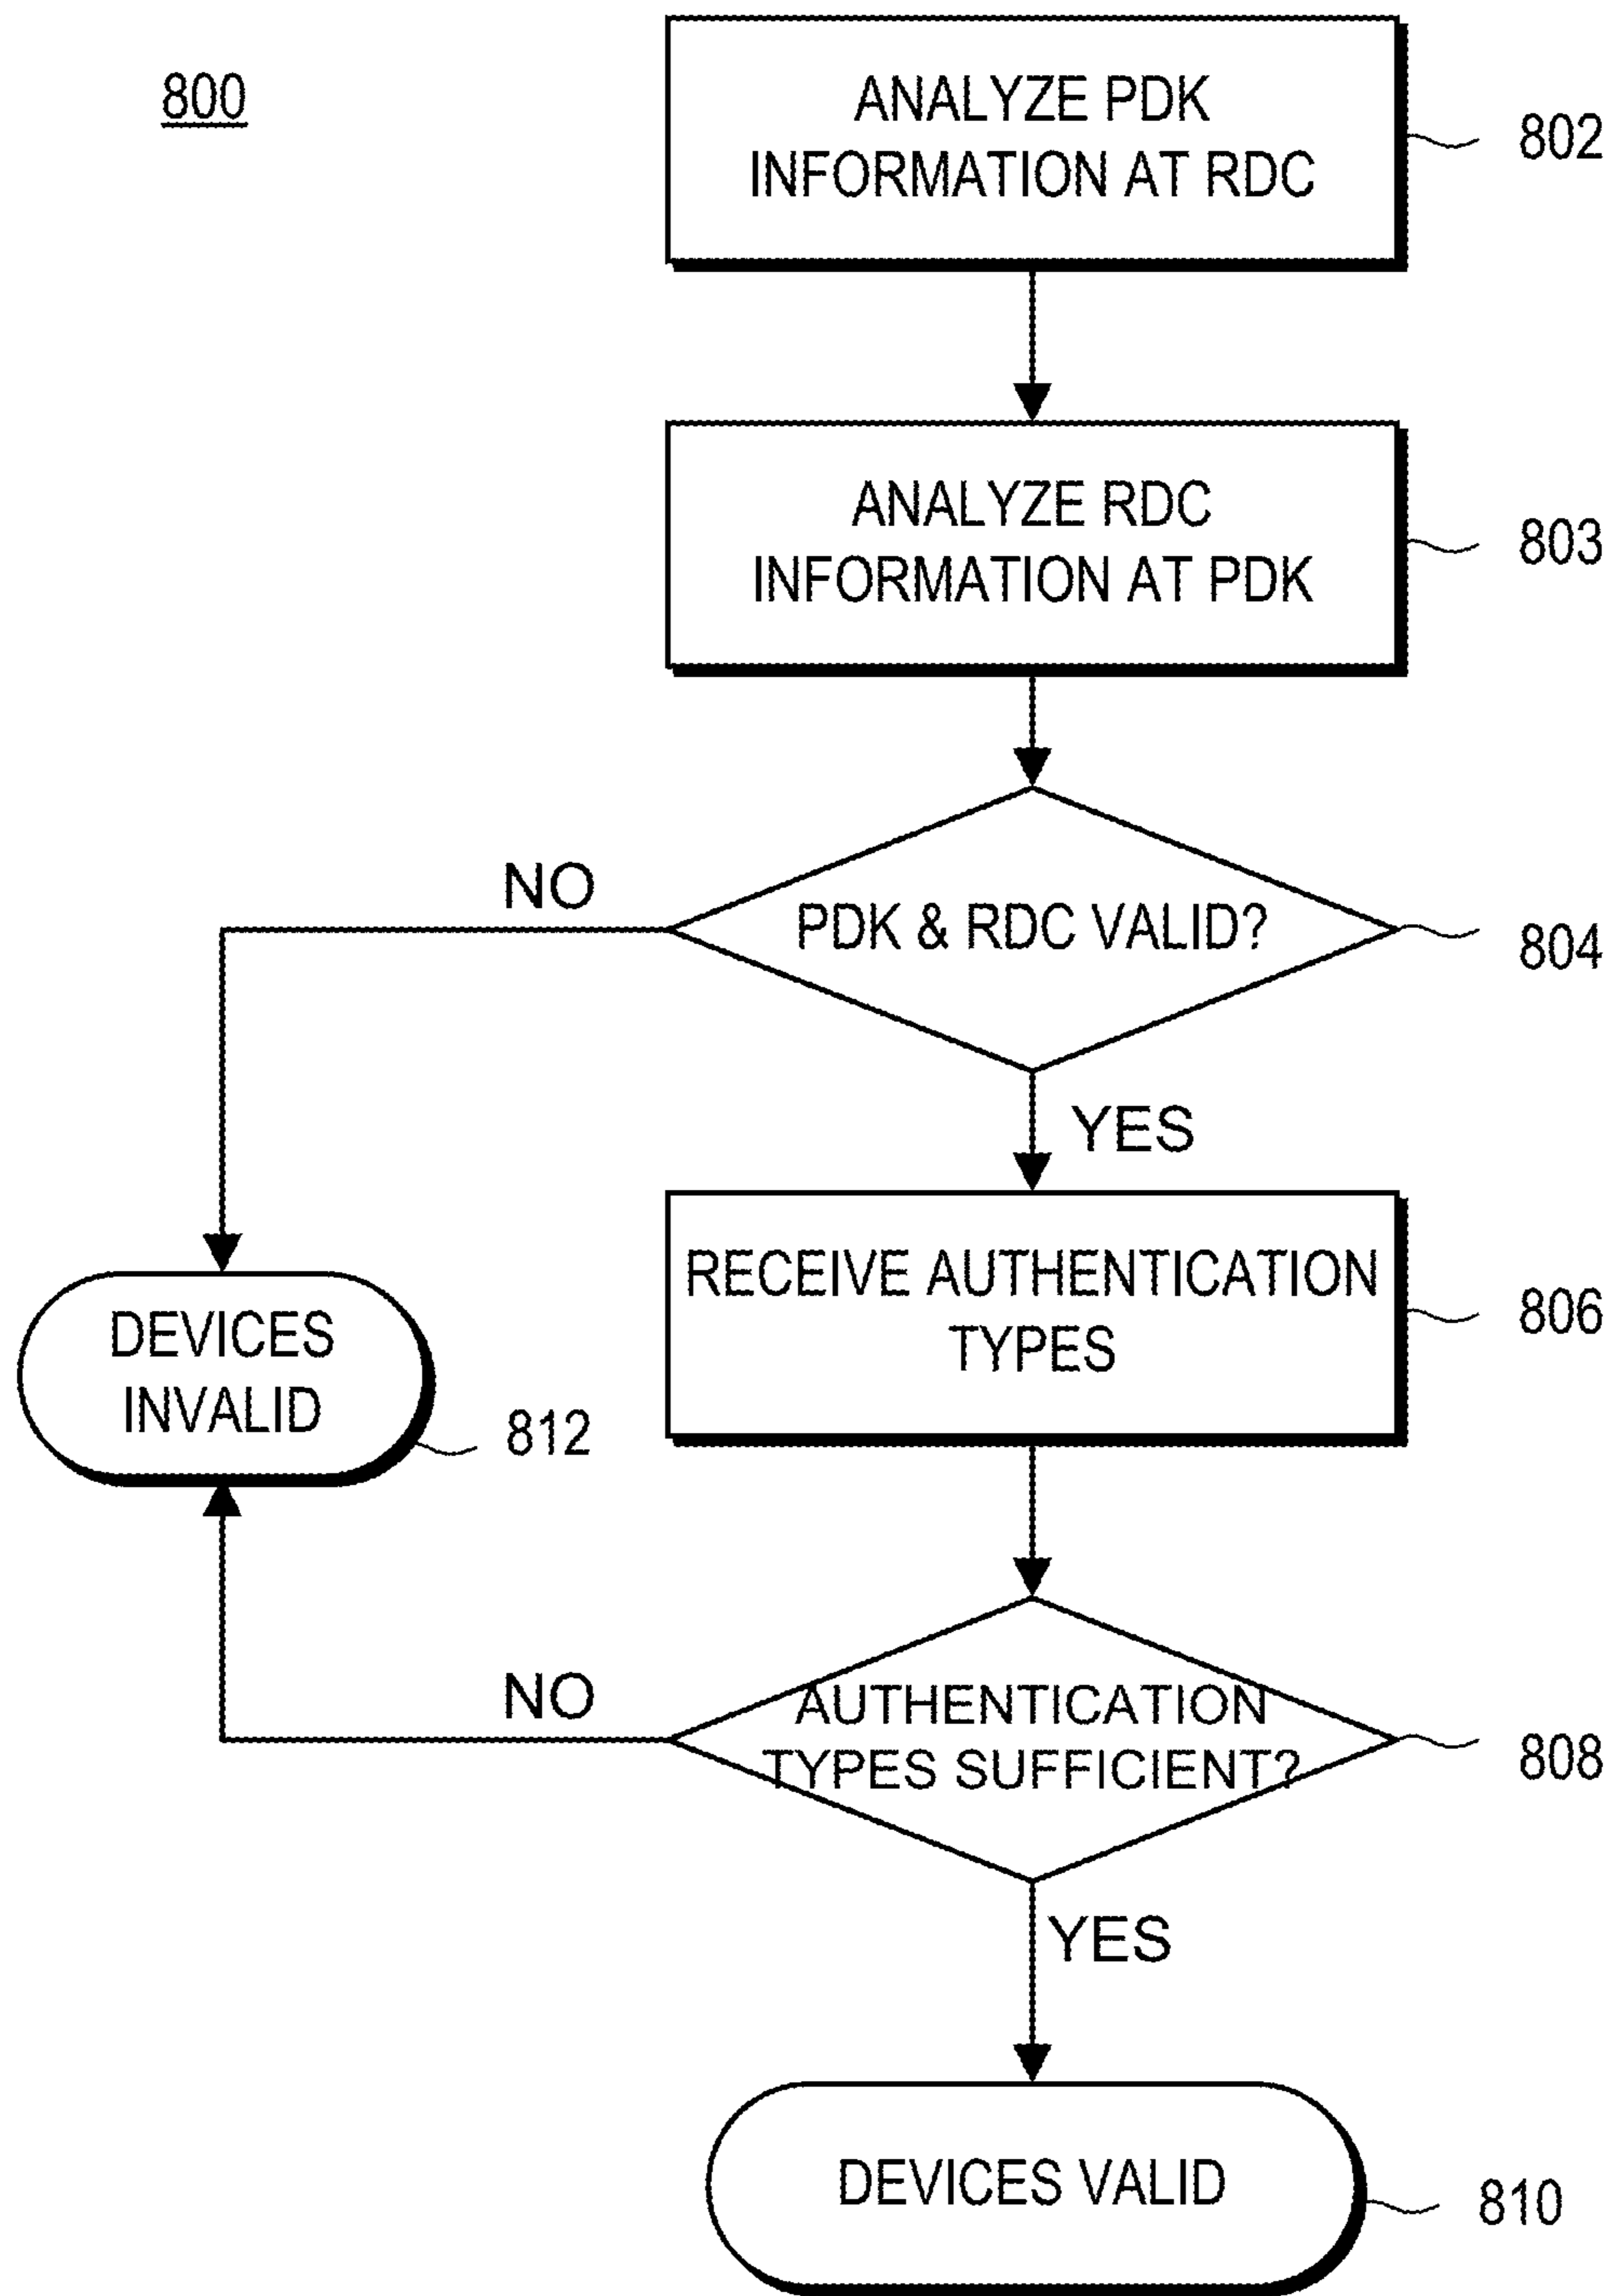 800
ANALYZE PDK
INFORMATION AT RDC
802
ANALYZE RDC
INFORMATION AT PDK
803
NO
PDK & RDC VALID?
804
YES
RECEIVE AUTHENTICATION
TYPES
806
DEVICES
INVALID
812
NO
AUTHENTICATION
TYPES SUFFICIENT?
808
YES
DEVICES VALID
810